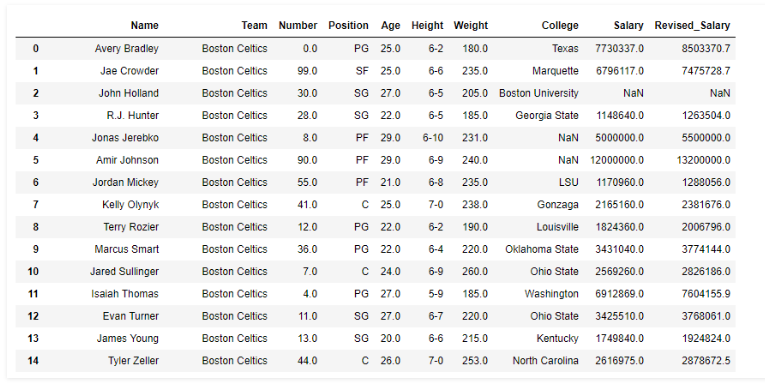 Name Team Number Position Age Height Weight College Salary Revised_Salary
0 Avery Bradley Boston Celtics 0.0 PG 25.0 6-2 180.0 Texas 7730337.0 8503370.7
1 Jae Crowder Boston Celtics 99.0 SF 25.0 6-6 235.0 Marquette 6796117.0 7475728.7
2 John Holland Boston Celtics 30.0 SG 27.0 6-5 205.0 Boston University NaN NaN
3 R.J. Hunter Boston Celtics 28.0 SG 22.0 6-5 185.0 Georgia State 1148640.0 1263504.0
4 Jonas Jerebko Boston Celtics 8.0 PF 29.0 6-10 231.0 NaN 5000000.0 5500000.0
5 Amir Johnson Boston Celtics 90.0 PF 29.0 6-9 240.0 NaN 12000000.0 13200000.0
6 Jordan Mickey Boston Celtics 55.0 PF 21.0 6-8 235.0 LSU 1170960.0 1288056.0
7 Kelly Olynyk Boston Celtics 41.0 C 25.0 7-0 238.0 Gonzaga 2165160.0 2381676.0
8 Terry Rozier Boston Celtics 12.0 PG 22.0 6-2 190.0 Louisville 1824360.0 2006796.0
9 Marcus Smart Boston Celtics 36.0 PG 22.0 6-4 220.0 Oklahoma State 3431040.0 3774144.0
10 Jared Sullinger Boston Celtics 7.0 C 24.0 6-9 260.0 Ohio State 2569260.0 2826186.0
11 Isaiah Thomas Boston Celtics 4.0 PG 27.0 5-9 185.0 Washington 6912869.0 7604155.9
12 Evan Turner Boston Celtics 11.0 SG 27.0 6-7 220.0 Ohio State 3425510.0 3768061.0
13 James Young Boston Celtics 13.0 SG 20.0 6-6 215.0 Kentucky 1749840.0 1924824.0
14 Tyler Zeller Boston Celtics 44.0 C 26.0 7-0 253.0 North Carolina 2616975.0 2878672.5